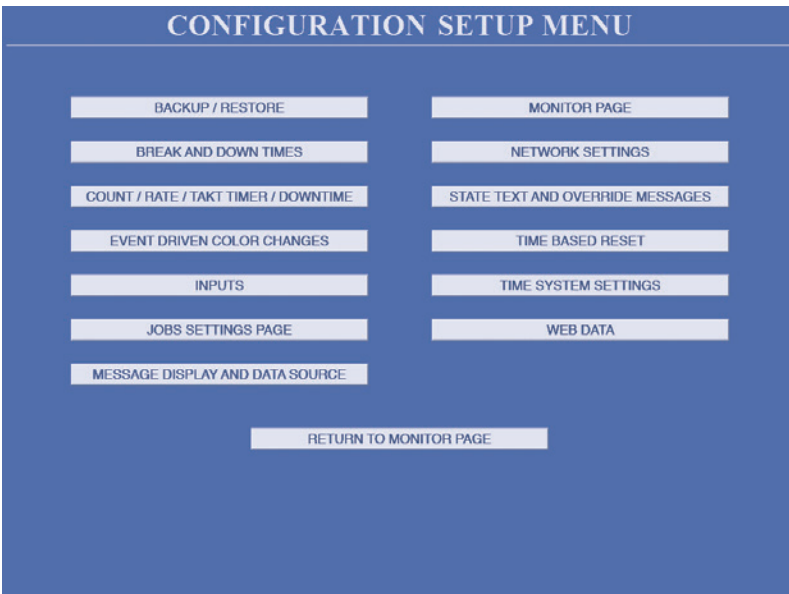 CONFIGURATION SETUP MENU
BACKUP / RESTORE
BREAK AND DOWN TIMES
COUNT / RATE / TAKT TIMER / DOWNTIME
EVENT DRIVEN COLOR CHANGES
INPUTS
JOBS SETTINGS PAGE
MESSAGE DISPLAY AND DATA SOURCE
MONITOR PAGE
NETWORK SETTINGS
STATE TEXT AND OVERRIDE MESSAGES
TIME BASED RESET
TIME SYSTEM SETTINGS
WEB DATA
RETURN TO MONITOR PAGE